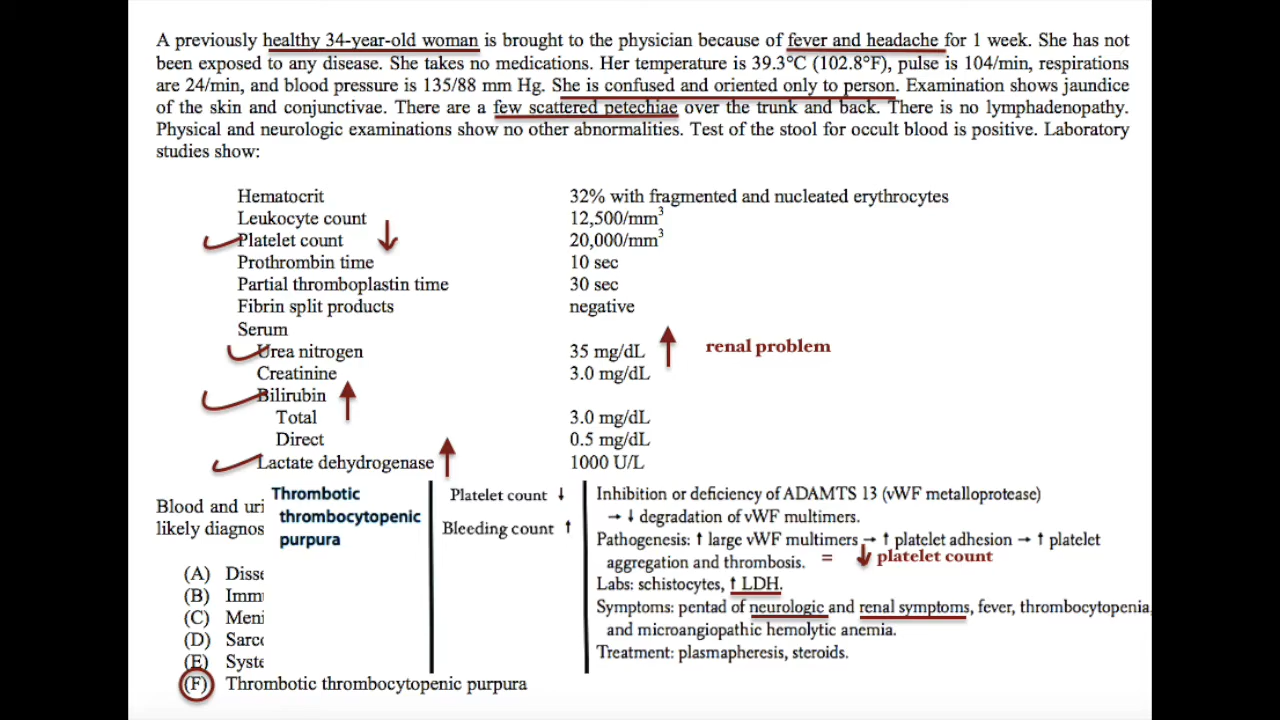 A previously healthy 34-year-old woman is brought to the physician because of fever and headache for 1 week. She has not
been exposed to any disease. She takes no medications. Her temperature is 39.3°C (102.8°F), pulse is 104/min, respirations
are 24/min, and blood pressure is 135/88 mm Hg. She is confused and oriented only to person. Examination shows jaundice
of the skin and conjunctivae. There are a few scattered petechiae over the trunk and back. There is no lymphadenopathy.
Physical and neurologic examinations show no other abnormalities. Test of the stool for occult blood is positive. Laboratory
studies show:
Hematocrit 32% with fragmented and nucleated erythrocytes
Leukocyte count 12,500/mm³
Platelet count ↓ 20,000/mm³
Prothrombin time 10 sec
Partial thromboplastin time 30 sec
Fibrin split products negative
Serum
Urea nitrogen 35 mg/dL ↑ renal problem
Creatinine 3.0 mg/dL
Bilirubin ↑
Total 3.0 mg/dL
Direct 0.5 mg/dL
Lactate dehydrogenase ↑ 1000 U/L
Blood and uri
likely diagnos
Thrombotic
thrombocytopenic
purpura
Platelet count ↓
Bleeding count ↑
Inhibition or deficiency of ADAMTS 13 (vWF metalloprotease)
→ ↓ degradation of vWF multimers.
Pathogenesis: ↑ large vWF multimers → ↑ platelet adhesion → ↑ platelet
aggregation and thrombosis. = ↓ platelet count
Labs: schistocytes, ↑ LDH.
Symptoms: pentad of neurologic and renal symptoms, fever, thrombocytopenia,
and microangiopathic hemolytic anemia.
Treatment: plasmapheresis, steroids.
(A) Disse
(B) Imm
(C) Meni
(D) Sarco
(E) Syste
(F) Thrombotic thrombocytopenic purpura